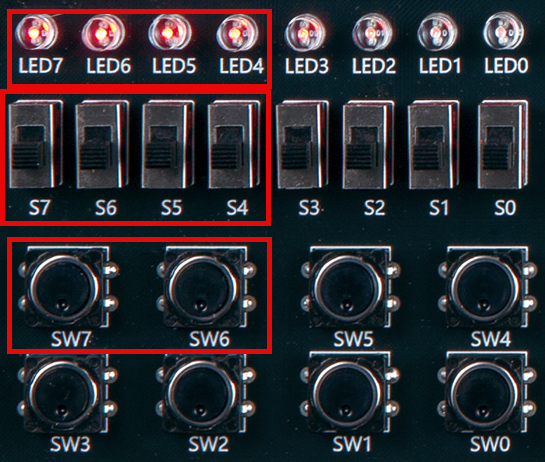 LED7 LED6 LED5 LED4 LED3 LED2 LED1 LED0
S7 S6 S5 S4 S3 S2 S1 S0
SW7 SW6 SW5 SW4
SW3 SW2 SW1 SW0